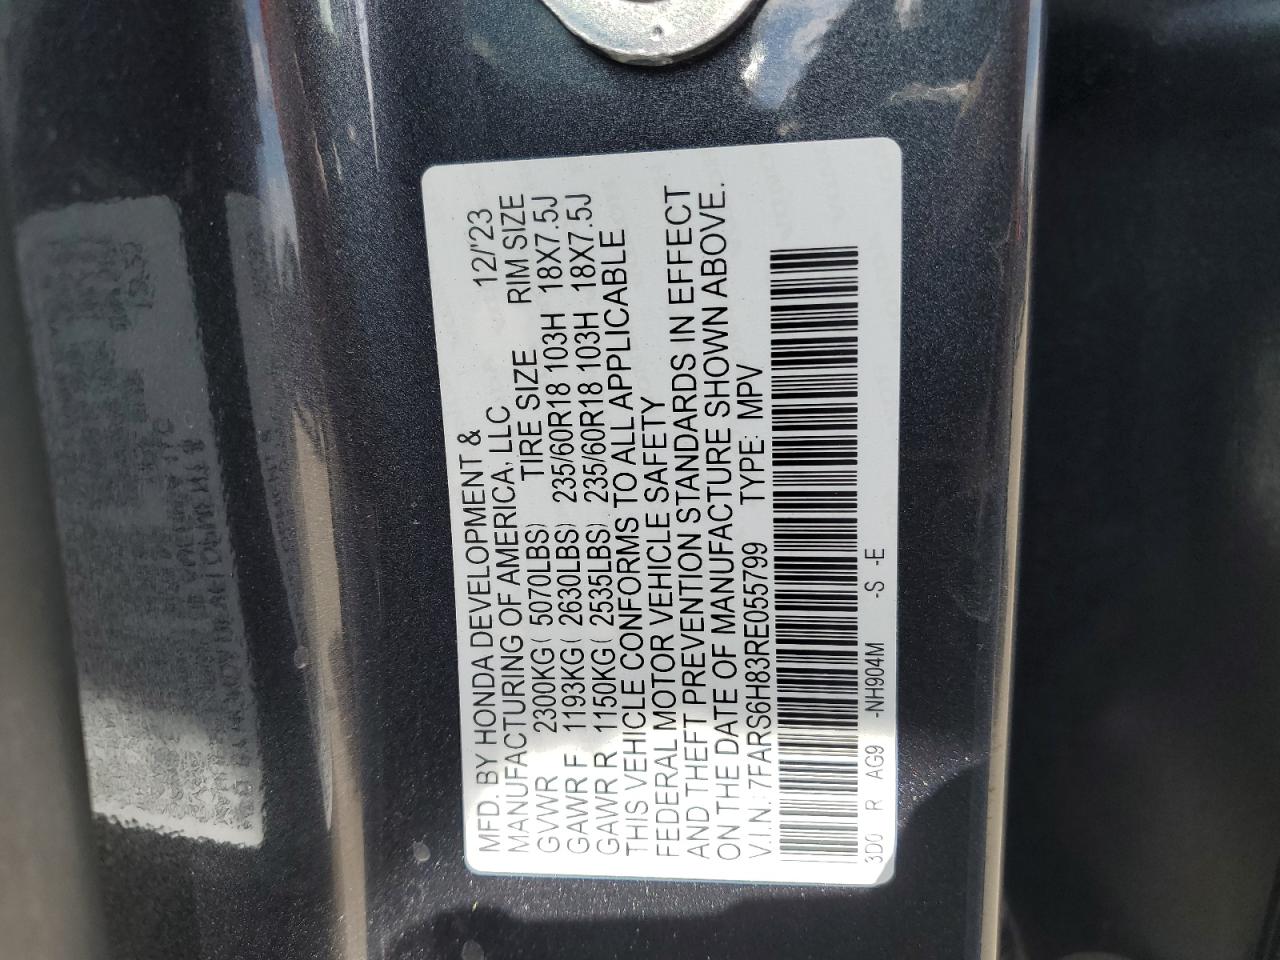 MFD. BY HONDA DEVELOPMENT &
MANUFACTURING OF AMERICA, LLC 12/'23
TIRE SIZE RIM SIZE
GVWR 2300KG ( 5070LBS)
GAWR F 1193KG ( 2630LBS) 235/60R18 103H 18X7.5J
GAWR R 1150KG ( 2535LBS) 235/60R18 103H 18X7.5J
THIS VEHICLE CONFORMS TO ALL APPLICABLE
FEDERAL MOTOR VEHICLE SAFETY
AND THEFT PREVENTION STANDARDS IN EFFECT
ON THE DATE OF MANUFACTURE SHOWN ABOVE.
V.I.N.: 7FARS6H83RE055799 TYPE: MPV
3D0 R AG9 -NH904M -S -E